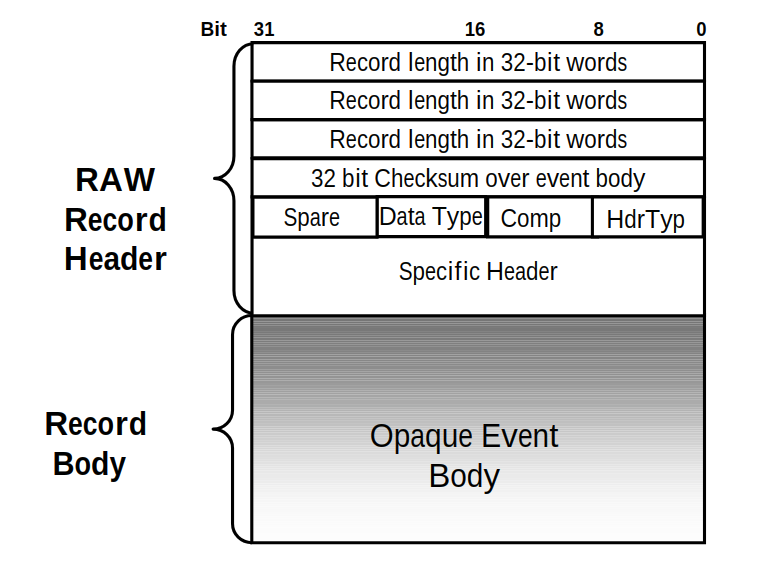 Bit 31 16 8 0
Record length in 32-bit words
Record length in 32-bit words
Record length in 32-bit words
32 bit Checksum over event body
Spare Data Type Comp HdrTyp
Specific Header
RAW
Record
Header
Opaque Event
Body
Record
Body